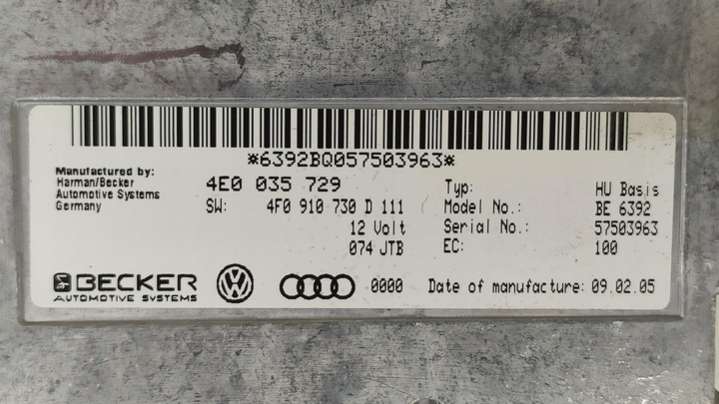 *6392BQ057503963*
Manufactured by:
Harman/Becker
Automotive Systems
Germany
4E0 035 729
SW: 4F0 910 730 D 111
12 Volt
074 JTB
Typ: HU Basis
Model No.: BE 6392
Serial No.: 57503963
EC: 100
BECKER
AUTOMOTIVE SYSTEMS
0000 Date of manufacture: 09.02.05